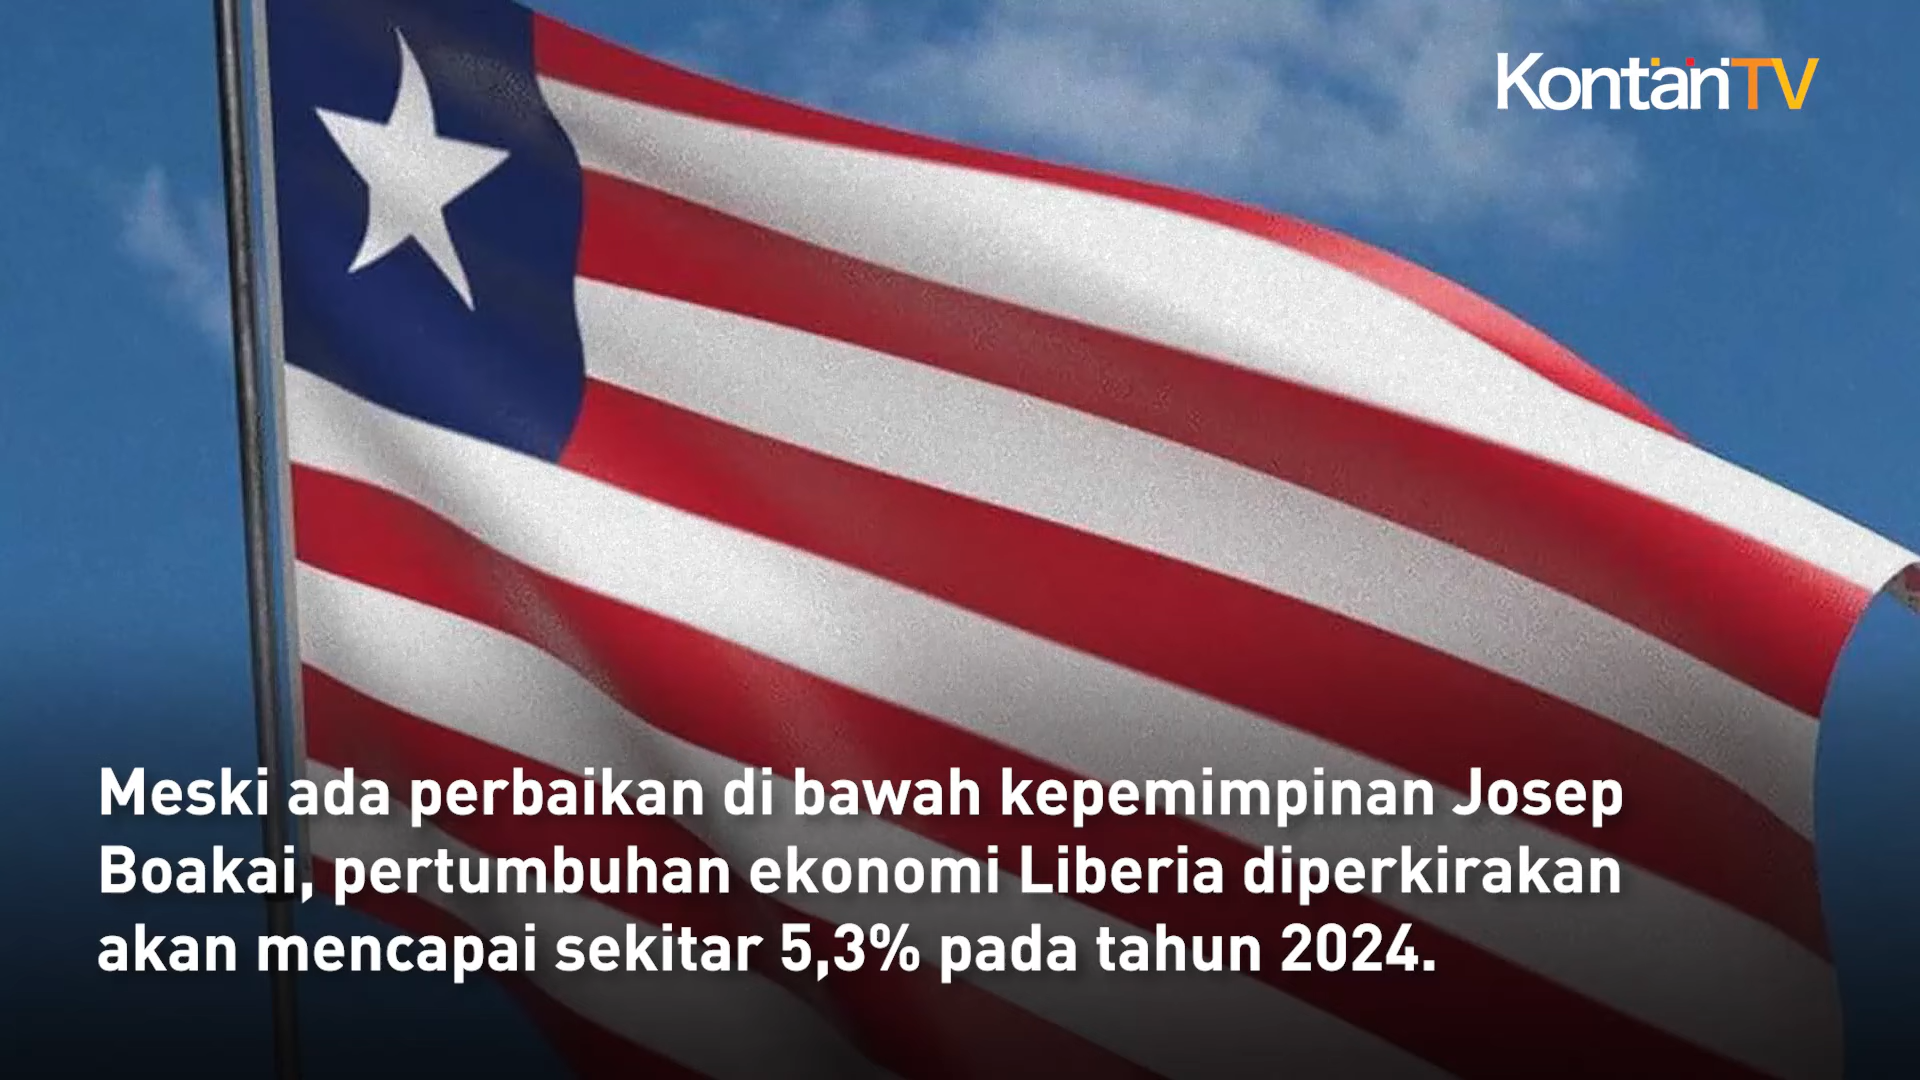 KontanTV
Meski ada perbaikan di bawah kepemimpinan Josep
Boakai, pertumbuhan ekonomi Liberia diperkirakan
akan mencapai sekitar 5,3% pada tahun 2024.